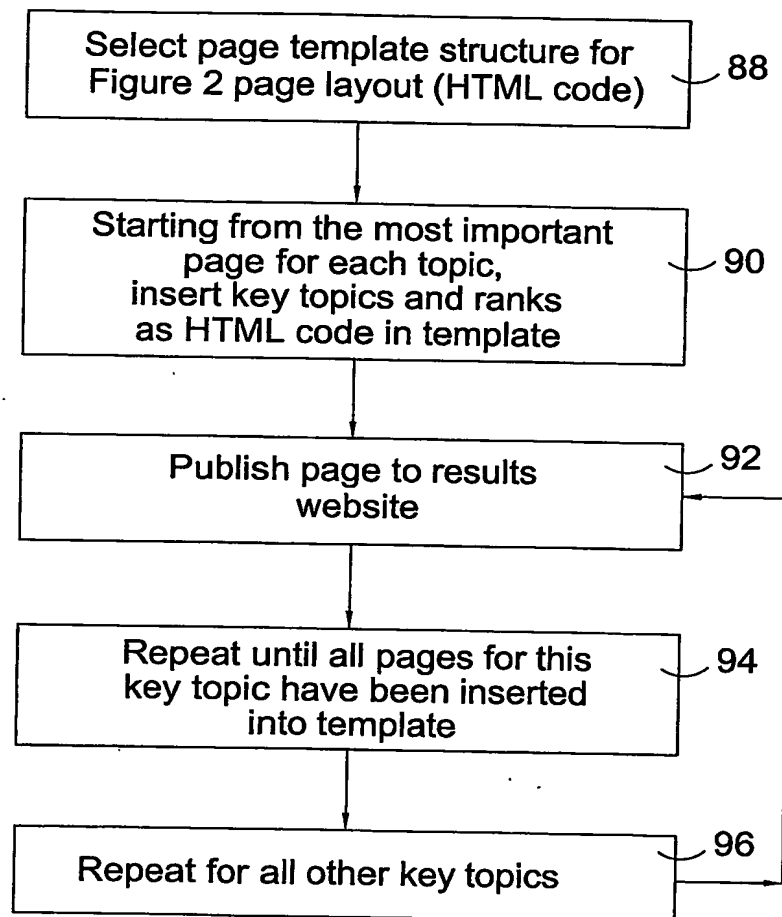 Select page template structure for
Figure 2 page layout (HTML code)
88
Starting from the most important
page for each topic,
insert key topics and ranks
as HTML code in template
90
Publish page to results
website
92
Repeat until all pages for this
key topic have been inserted
into template
94
Repeat for all other key topics
96